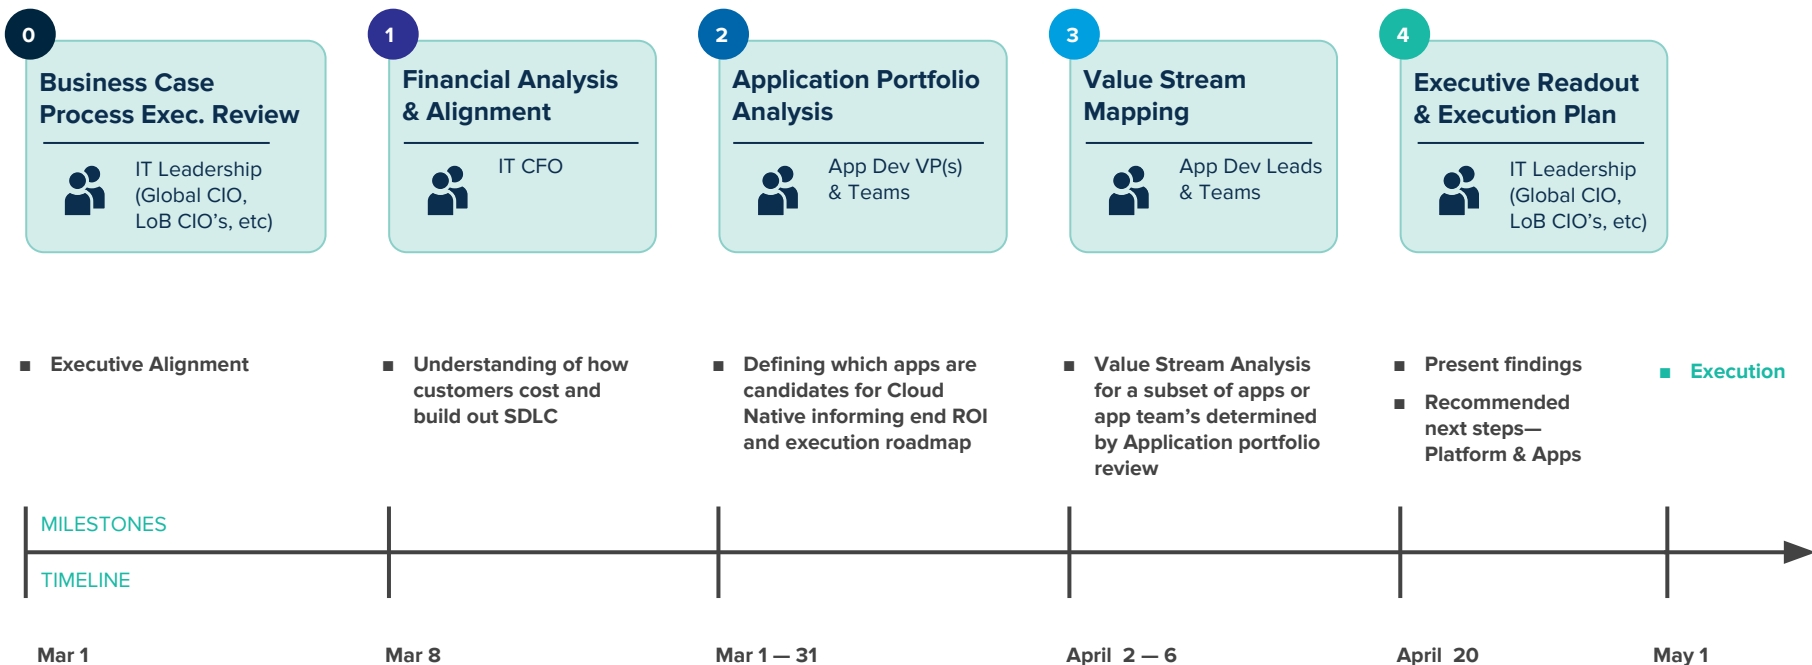 0
Business Case
Process Exec. Review
IT Leadership
(Global CIO,
LoB CIO's, etc)
1
Financial Analysis
& Alignment
IT CFO
2
Application Portfolio
Analysis
App Dev VP(s)
& Teams
3
Value Stream
Mapping
App Dev Leads
& Teams
4
Executive Readout
& Execution Plan
IT Leadership
(Global CIO,
LoB CIO's, etc)
■ Executive Alignment
■ Understanding of how
customers cost and
build out SDLC
■ Defining which apps are
candidates for Cloud
Native informing end ROI
and execution roadmap
■ Value Stream Analysis
for a subset of apps or
app team's determined
by Application portfolio
review
■ Present findings
■ Recommended
next steps—
Platform & Apps
■ Execution
MILESTONES
TIMELINE
Mar 1
Mar 8
Mar 1 — 31
April 2 — 6
April 20
May 1